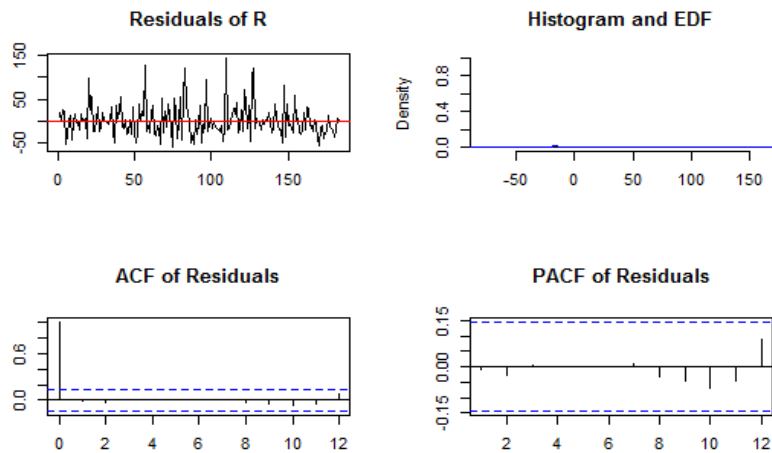 Residuals of R
150
50
-50
0 50 100 150
Histogram and EDF
Density
0.8
0.4
0.0
-50 0 50 100 150
ACF of Residuals
0.6
0.0
0 2 4 6 8 10 12
PACF of Residuals
0.15
0.00
-0.15
2 4 6 8 10 12